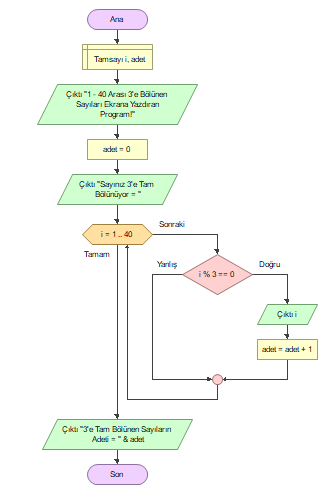 Ana
Tamsayı i, adet
Çıktı "1 - 40 Arası 3'e Bölünen
Sayıları Ekrana Yazdıran
Program!"
adet = 0
Çıktı "Sayınız 3'e Tam
Bölünüyor = "
i = 1 .. 40
Sonraki
Tamam
Yanlış
i % 3 == 0
Doğru
Çıktı i
adet = adet + 1
Çıktı "3'e Tam Bölünen Sayıların
Adeti = " & adet
Son